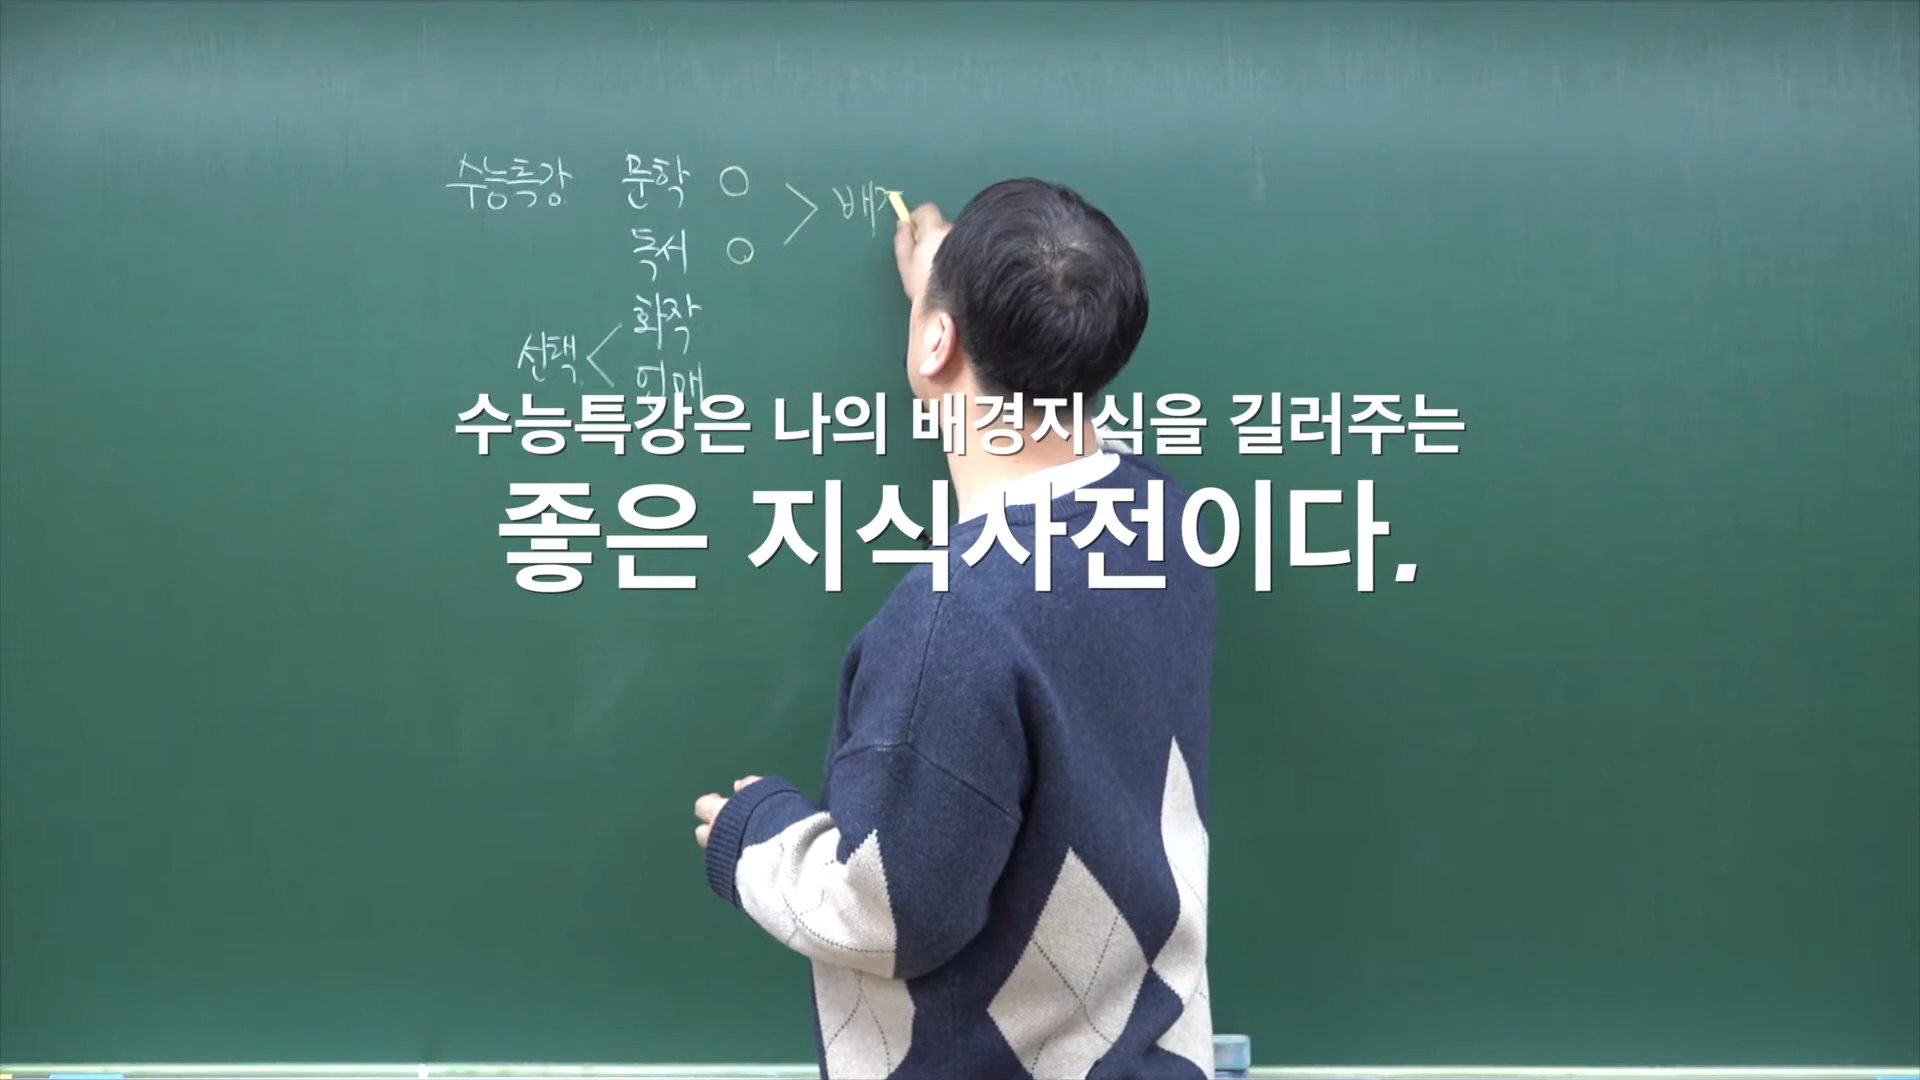 수능특강 문학 ○
독서 ○
배
선택
화작
언매
수능특강은 나의 배경지식을 길러주는
좋은 지식사전이다.